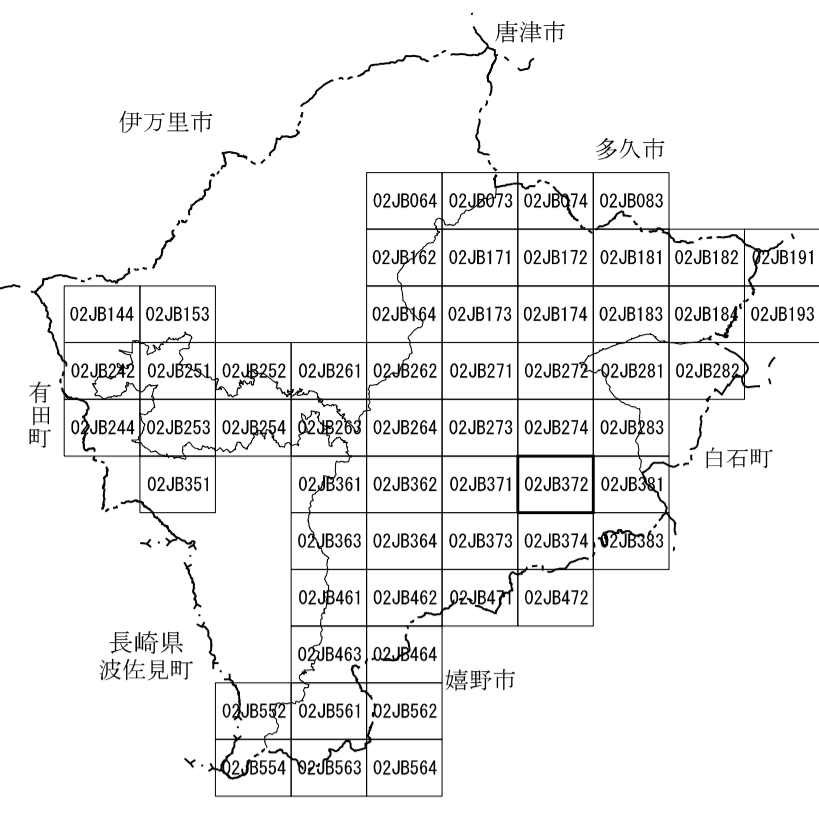 唐津市
伊万里市
多久市
02JB064 02JB073 02JB074 02JB083
02JB162 02JB171 02JB172 02JB181 02JB182 02JB191
02JB144 02JB153 02JB164 02JB173 02JB174 02JB183 02JB184 02JB193
02JB242 02JB251 02JB252 02JB261 02JB262 02JB271 02JB272 02JB281 02JB282
有田町
02JB244 02JB253 02JB254 02JB263 02JB264 02JB273 02JB274 02JB283
白石町
02JB351 02JB361 02JB362 02JB371 02JB372 02JB381
02JB363 02JB364 02JB373 02JB374 02JB383
02JB461 02JB462 02JB471 02JB472
長崎県
波佐見町
02JB463 02JB464
嬉野市
02JB552 02JB561 02JB562
02JB554 02JB563 02JB564